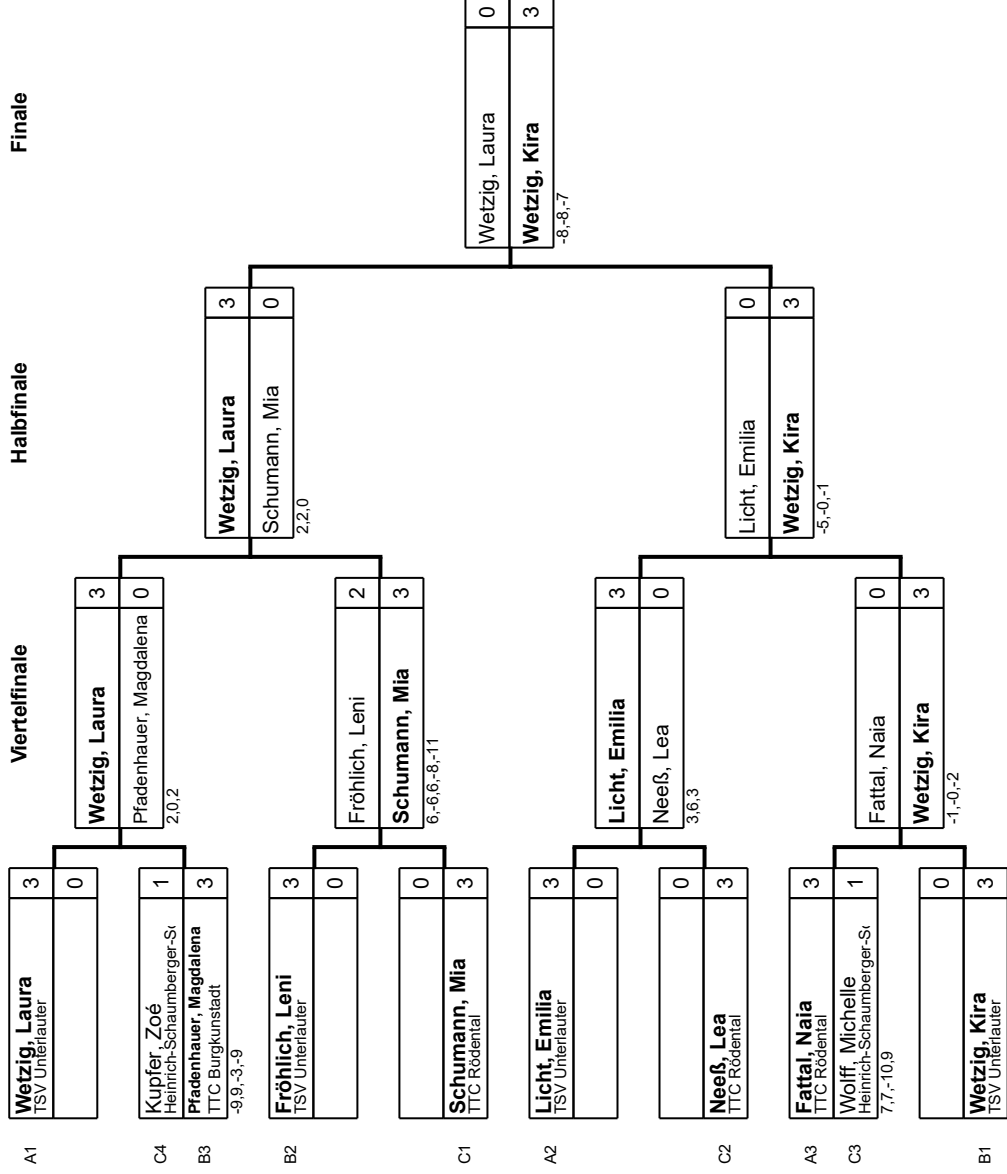 Viertelfinale
Halbfinale
Finale
A1
Wetzig, Laura
TSV Unterlauter
3
0
C4
Kupfer, Zoé
Heinrich-Schaumberger-Sc
1
B3
Pfadenhauer, Magdalena
TTC Burgkunstadt
3
-9,9,-3,-9
B2
Fröhlich, Leni
TSV Unterlauter
3
0
0
C1
Schumann, Mia
TTC Rödental
3
A2
Licht, Emilia
TSV Unterlauter
3
0
0
C2
Neeß, Lea
TTC Rödental
3
A3
Fattal, Naia
TTC Rödental
3
C3
Wolff, Michelle
Heinrich-Schaumberger-Sc
1
7,7,-10,9
0
B1
Wetzig, Kira
TSV Unterlauter
3
Wetzig, Laura
3
Pfadenhauer, Magdalena
0
2,0,2
Fröhlich, Leni
2
Schumann, Mia
3
6,-6,6,-8,-11
Licht, Emilia
3
Neeß, Lea
0
3,6,3
Fattal, Naia
0
Wetzig, Kira
3
-1,-0,-2
Wetzig, Laura
3
Schumann, Mia
0
2,2,0
Licht, Emilia
0
Wetzig, Kira
3
-5,-0,-1
Wetzig, Laura
0
Wetzig, Kira
3
-8,-8,-7